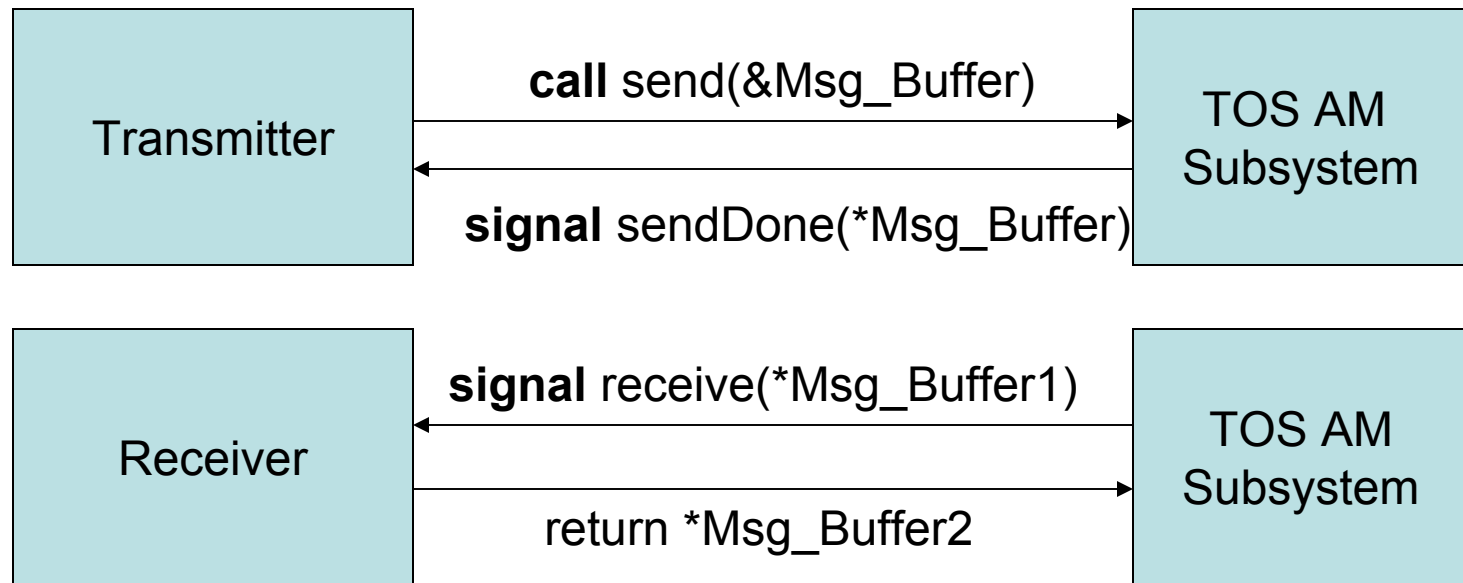 call send(&Msg_Buffer)
Transmitter
TOS AM
Subsystem
signal sendDone(*Msg_Buffer)
signal receive(*Msg_Buffer1)
Receiver
TOS AM
Subsystem
return *Msg_Buffer2